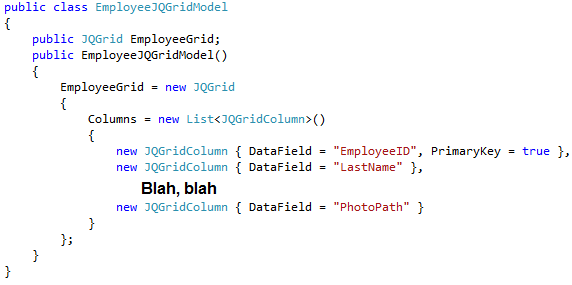 public class EmployeeJQGridModel
{
    public JQGrid EmployeeGrid;
    public EmployeeJQGridModel()
    {
        EmployeeGrid = new JQGrid
        {
            Columns = new List<JQGridColumn>()
            {
                new JQGridColumn { DataField = "EmployeeID", PrimaryKey = true },
                new JQGridColumn { DataField = "LastName" },
                    Blah, blah
                new JQGridColumn { DataField = "PhotoPath" }
            }
        };
    }
}